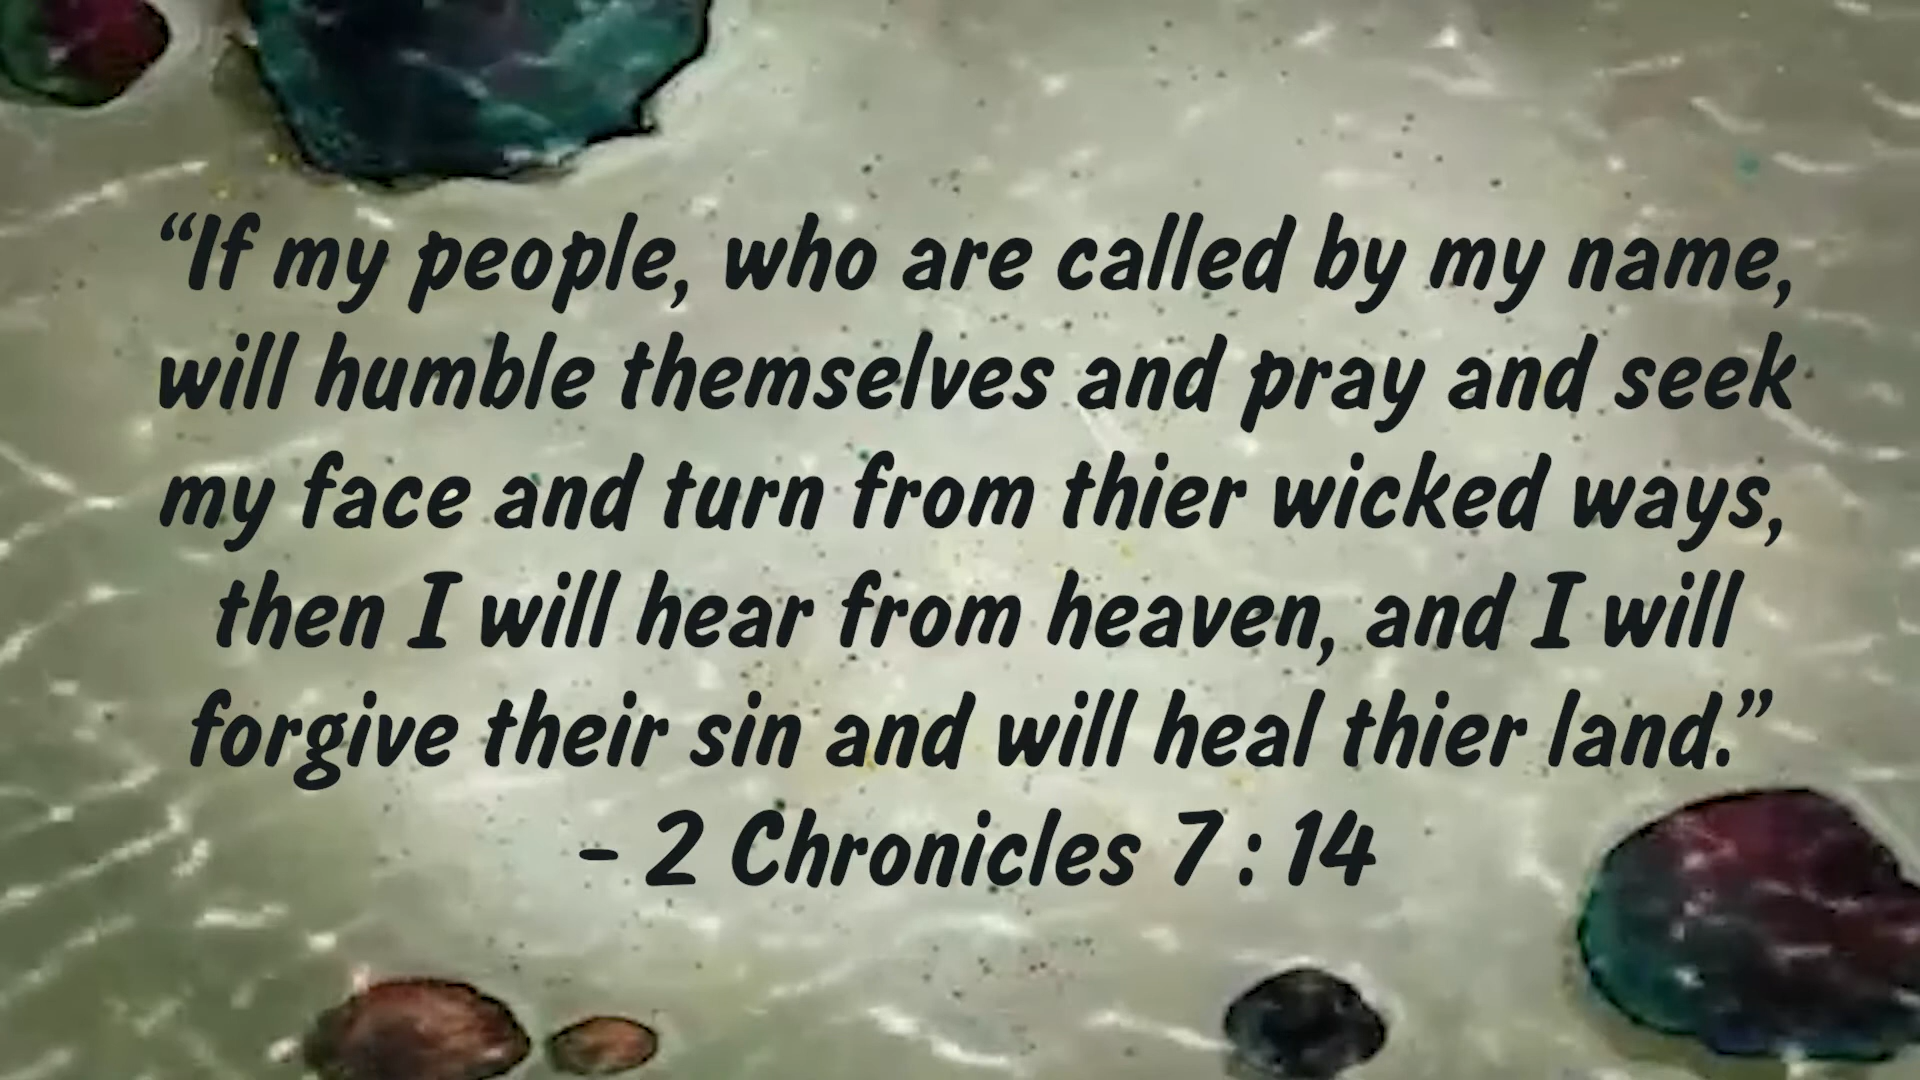 “If my people, who are called by my name,
will humble themselves and pray and seek
my face and turn from thier wicked ways,
then I will hear from heaven, and I will
forgive their sin and will heal thier land.”
- 2 Chronicles 7 : 14